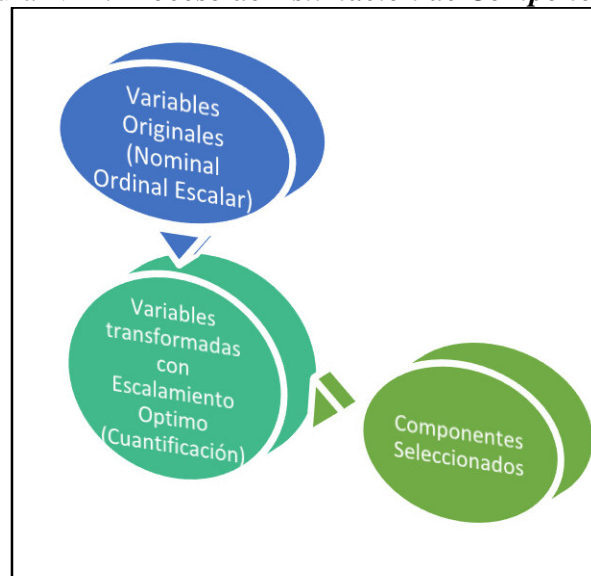 Variables
Originales
(Nominal
Ordinal Escalar)
Variables
transformadas
con
Escalamiento
Optimo
(Cuantificación)
Componentes
Seleccionados